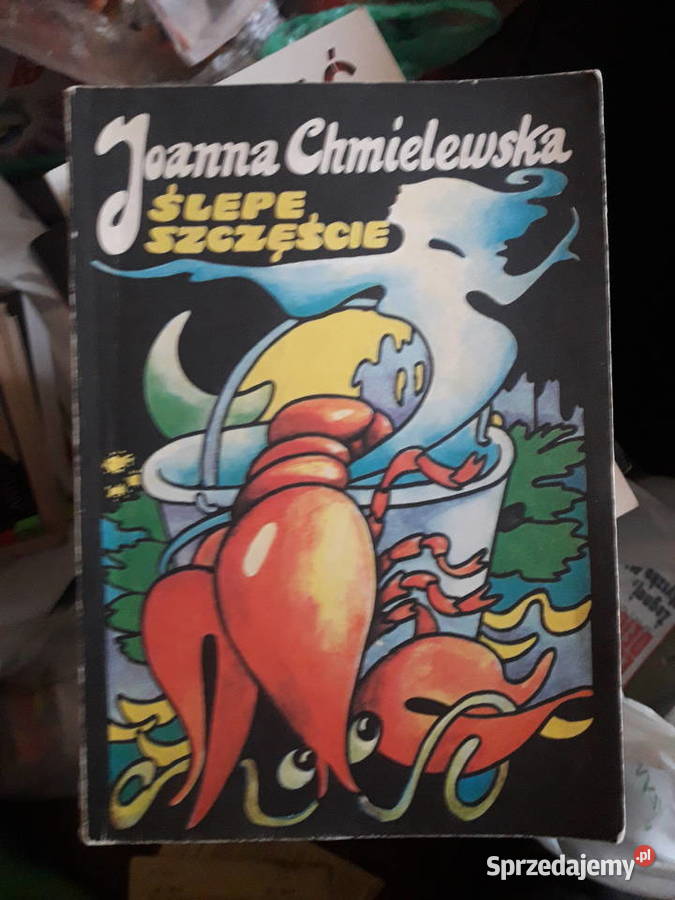 Joanna Chmielewska
ŚLEPE
SZCZĘŚCIE
Sprzedajemy.pl